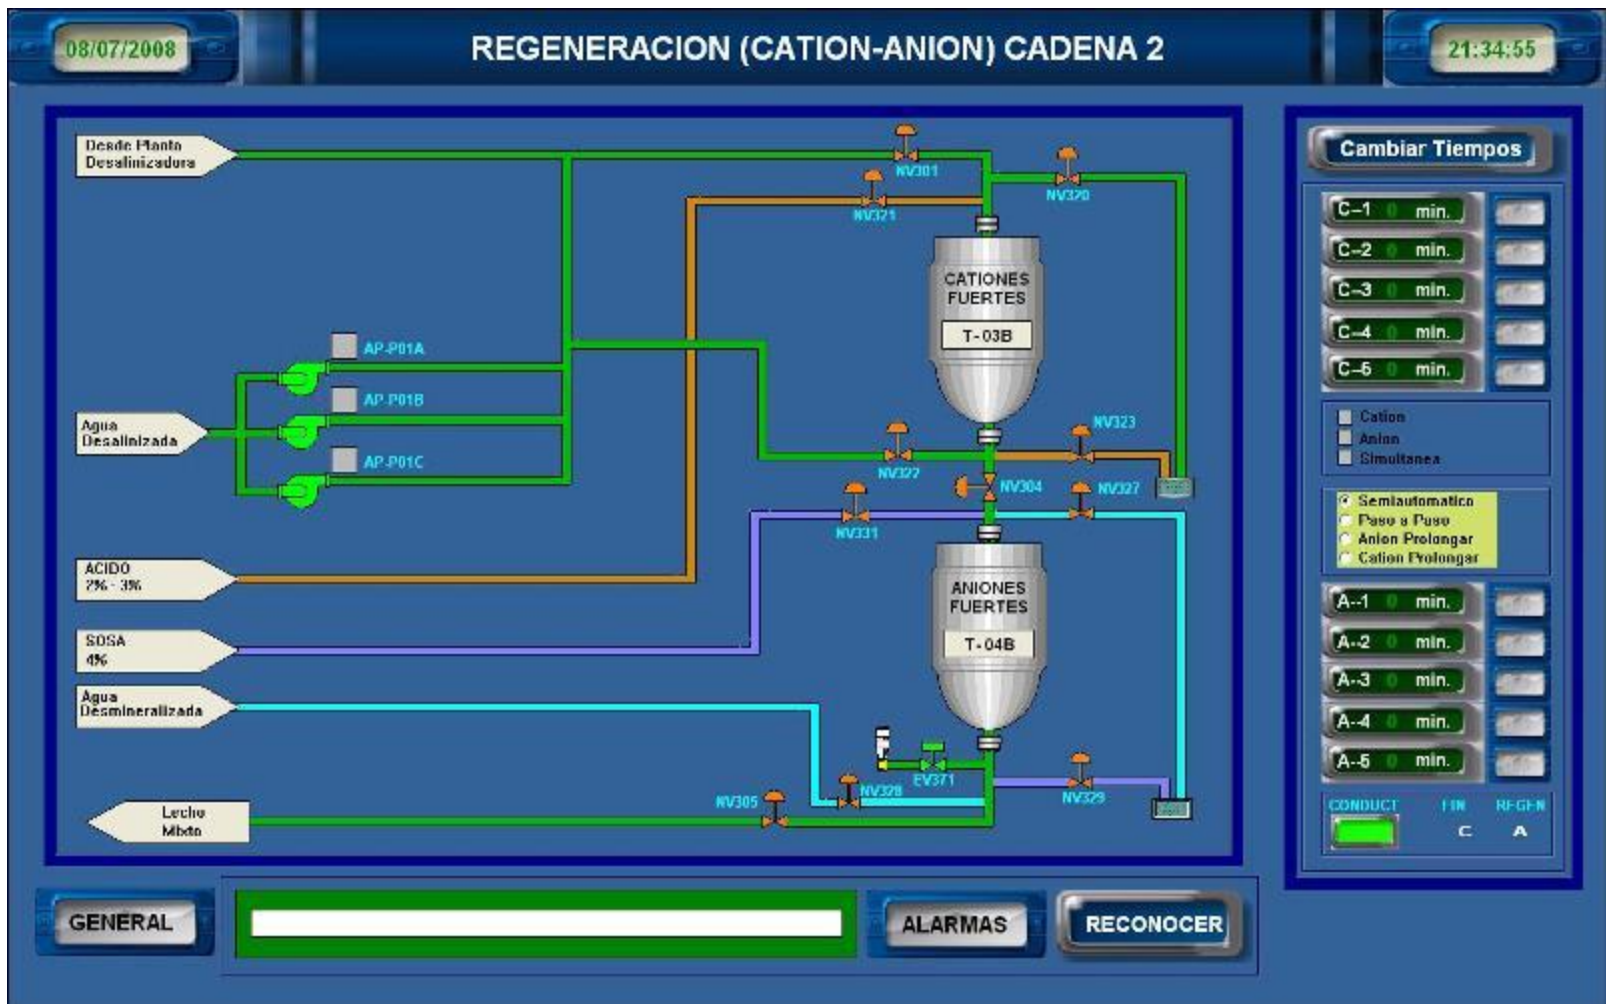 08/07/2008
REGENERACION (CATION-ANION) CADENA 2
21:34:55
Desde Planta
Desalinizadora
NV301
NV320
NV321
CATIONES
FUERTES
T-03B
AP-P01A
AP-P01B
AP-P01C
Agua
Desalinizada
NV322
NV323
NV304
NV327
NV331
ACIDO
2% - 3%
SOSA
4%
ANIONES
FUERTES
T-04B
Agua
Desmineralizada
EV371
NV328
NV305
NV329
Lecho
Mixto
Cambiar Tiempos
C--1 0 min.
C--2 0 min.
C--3 0 min.
C--4 0 min.
C--5 0 min.
Cation
Anion
Simultanea
Semiautomatico
Paso a Paso
Anion Prolongar
Cation Prolongar
A--1 0 min.
A--2 0 min.
A--3 0 min.
A--4 0 min.
A--5 0 min.
CONDUCT FIN REGEN
C A
GENERAL
ALARMAS
RECONOCER